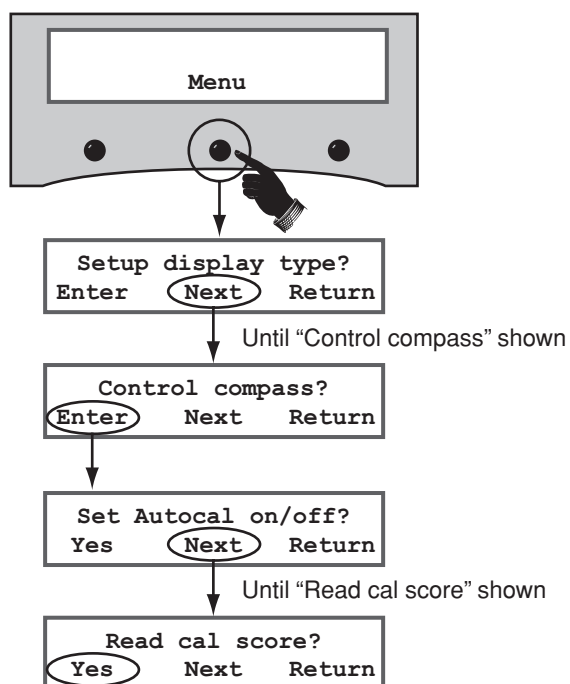 Menu
Setup display type?
Enter Next Return
Until “Control compass” shown
Control compass?
Enter Next Return
Set Autocal on/off?
Yes Next Return
Until “Read cal score” shown
Read cal score?
Yes Next Return